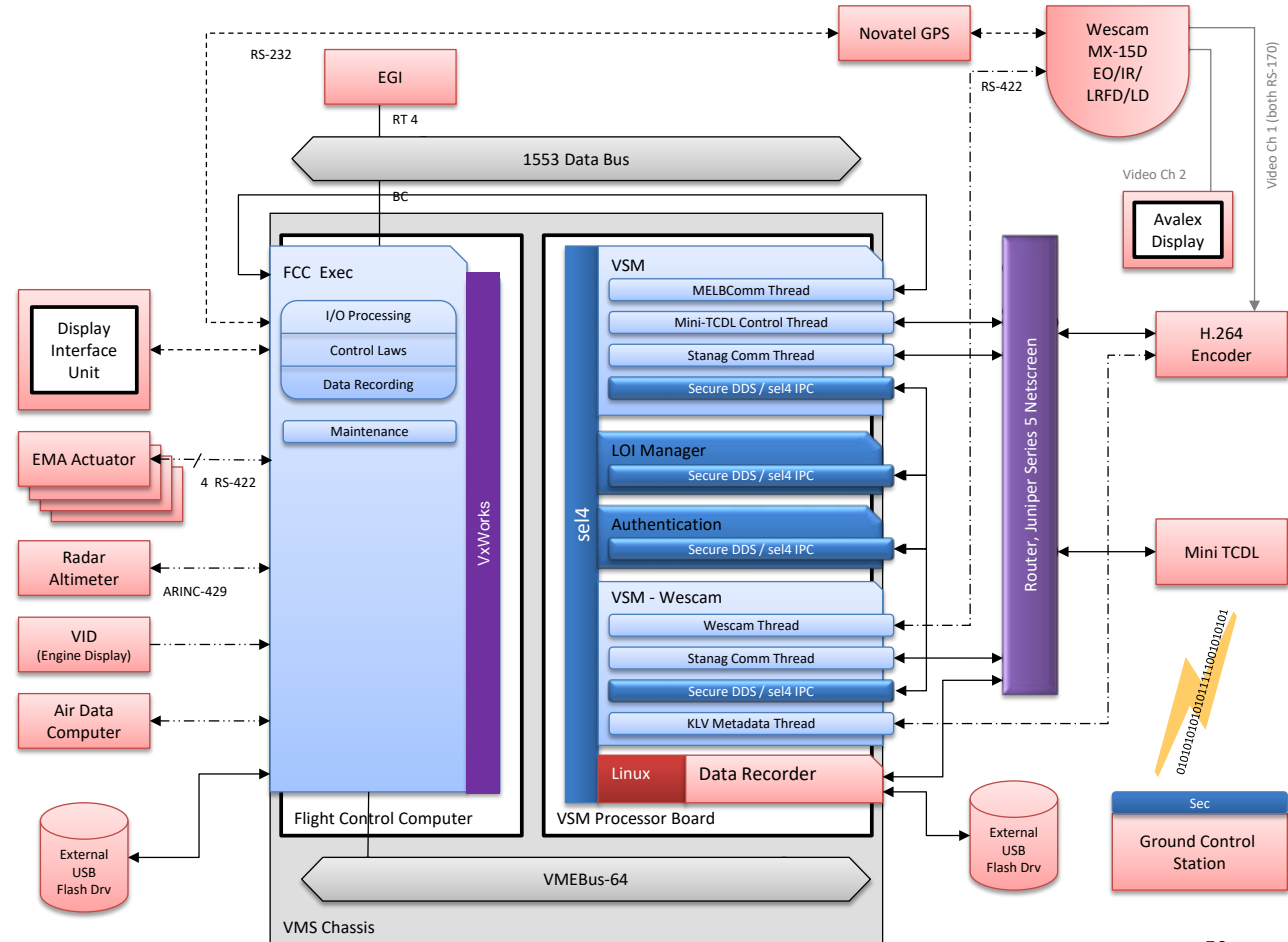 Novatel GPS
Wescam
MX-15D
EO/IR/
LRFD/LD
RS-232
EGI
RS-422
RT 4
Video Ch 1 (both RS-170)
1553 Data Bus
Video Ch 2
BC
Avalex
Display
FCC Exec
I/O Processing
Control Laws
Data Recording
Maintenance
VxWorks
Flight Control Computer
VSM
MELBComm Thread
Mini-TCDL Control Thread
Stanag Comm Thread
Secure DDS / sel4 IPC
LOI Manager
Secure DDS / sel4 IPC
Authentication
Secure DDS / sel4 IPC
VSM - Wescam
Wescam Thread
Stanag Comm Thread
Secure DDS / sel4 IPC
KLV Metadata Thread
sel4
Linux
Data Recorder
VSM Processor Board
Display
Interface
Unit
EMA Actuator
4 RS-422
Radar
Altimeter
ARINC-429
VID
(Engine Display)
Air Data
Computer
External
USB
Flash Drv
Router, Juniper Series 5 Netscreen
H.264
Encoder
Mini TCDL
External
USB
Flash Drv
Sec
Ground Control
Station
VMEBus-64
VMS Chassis